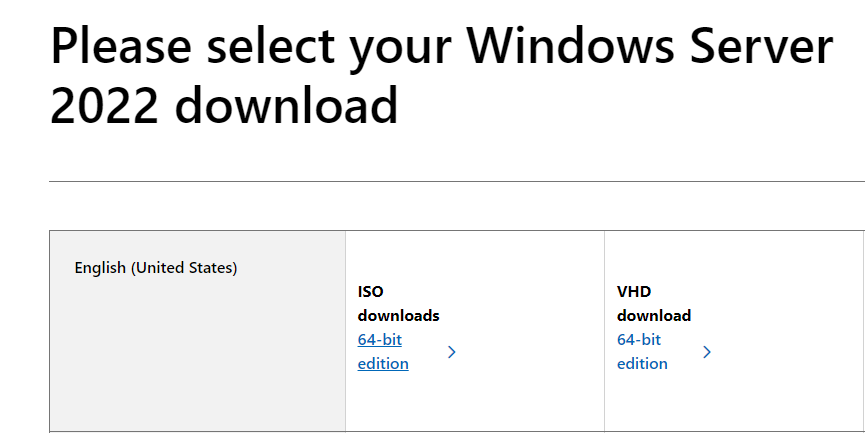 Please select your Windows Server
2022 download
English (United States)
ISO
downloads
64-bit
edition
VHD
download
64-bit
edition